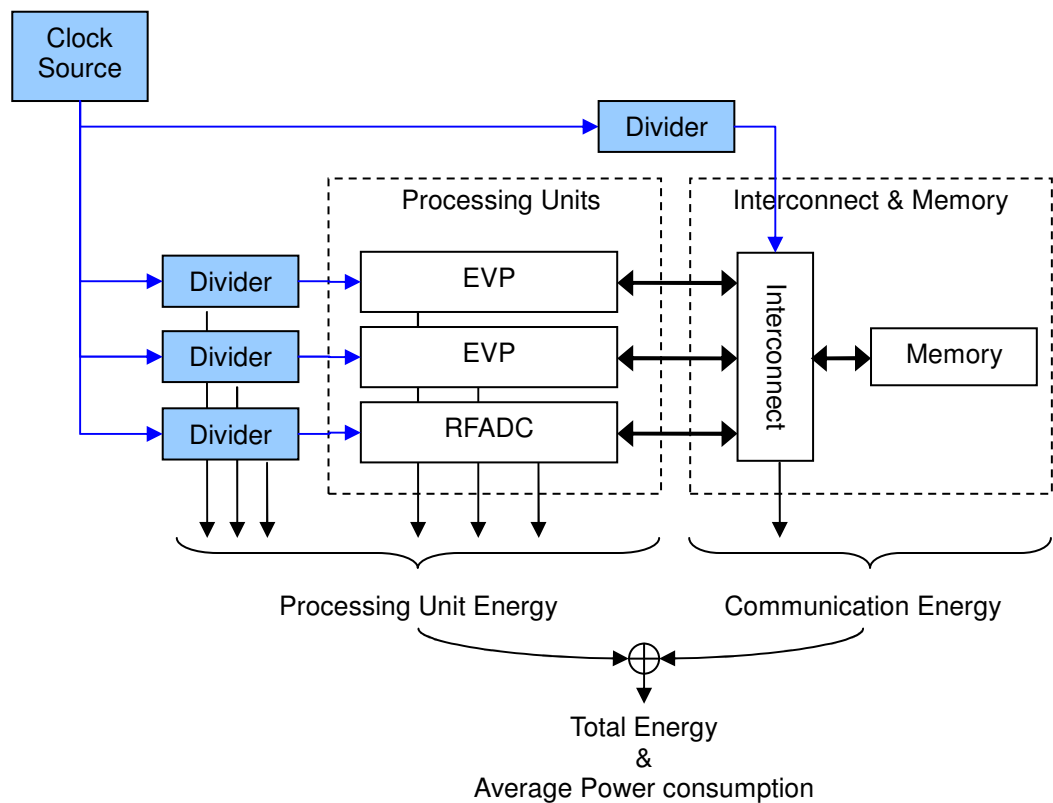 Clock
Source
Divider
Processing Units
Interconnect & Memory
Divider
EVP
Divider
EVP
Divider
RFADC
Interconnect
Memory
Processing Unit Energy
Communication Energy
Total Energy
&
Average Power consumption